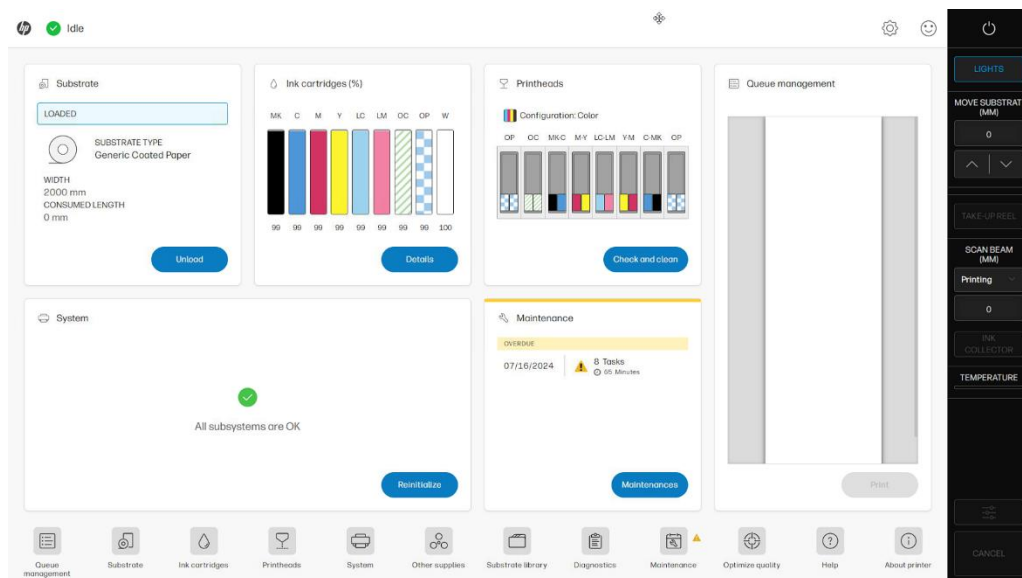 hp
Idle
Substrate
LOADED
SUBSTRATE TYPE
Generic Coated Paper
WIDTH
2000 mm
CONSUMED LENGTH
0 mm
Unload
Ink cartridges (%)
MK C M Y LC LM OC OP W
99 99 99 99 99 99 99 99 100
Details
Printheads
Configuration: Color
OP OC MK-C M-Y LC-LM Y-M C-MK OP
Check and clean
Queue management
Print
System
All subsystems are OK
Reinitialize
Maintenance
OVERDUE
07/16/2024
8 Tasks
65 Minutes
Maintenances
Queue
management
Substrate
Ink cartridges
Printheads
System
Other supplies
Substrate library
Diagnostics
Maintenance
Optimize quality
Help
About printer
LIGHTS
MOVE SUBSTRAT
(MM)
0
TAKE-UP REEL
SCAN BEAM
(MM)
Printing
0
INK
COLLECTOR
TEMPERATURE
CANCEL